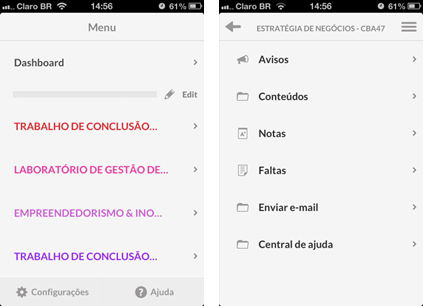 Claro BR 14:56 61%
Menu
Dashboard
Edit
TRABALHO DE CONCLUSÃO...
LABORATÓRIO DE GESTÃO DE...
EMPREENDEDORISMO & INO...
TRABALHO DE CONCLUSÃO...
Configurações
Ajuda
Claro BR 14:56 61%
ESTRATÉGIA DE NEGÓCIOS - CBA47
Avisos
Conteúdos
Notas
Faltas
Enviar e-mail
Central de ajuda